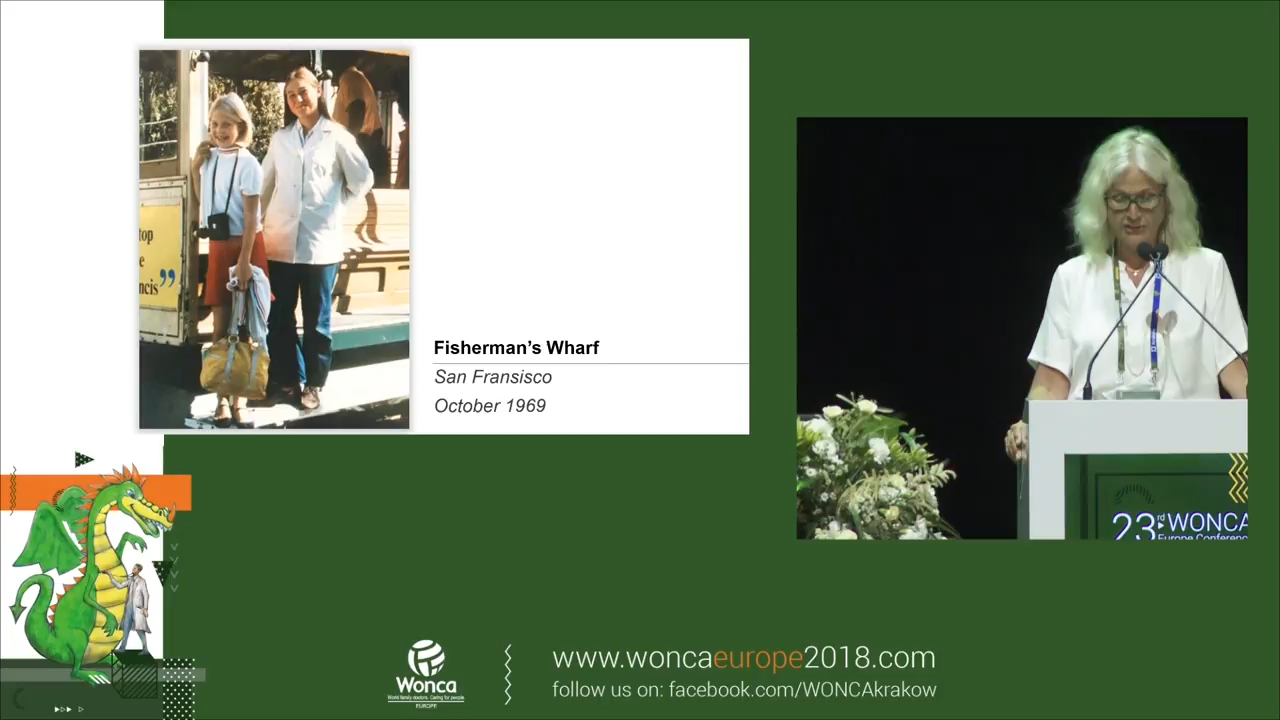 top
e
ncis”
Fisherman’s Wharf
San Fransisco
October 1969
23rd WONCA
Europe Conference
Wonca
World family doctors. Caring for people.
EUROPE
www.woncaeurope2018.com
follow us on: facebook.com/WONCAkrakow